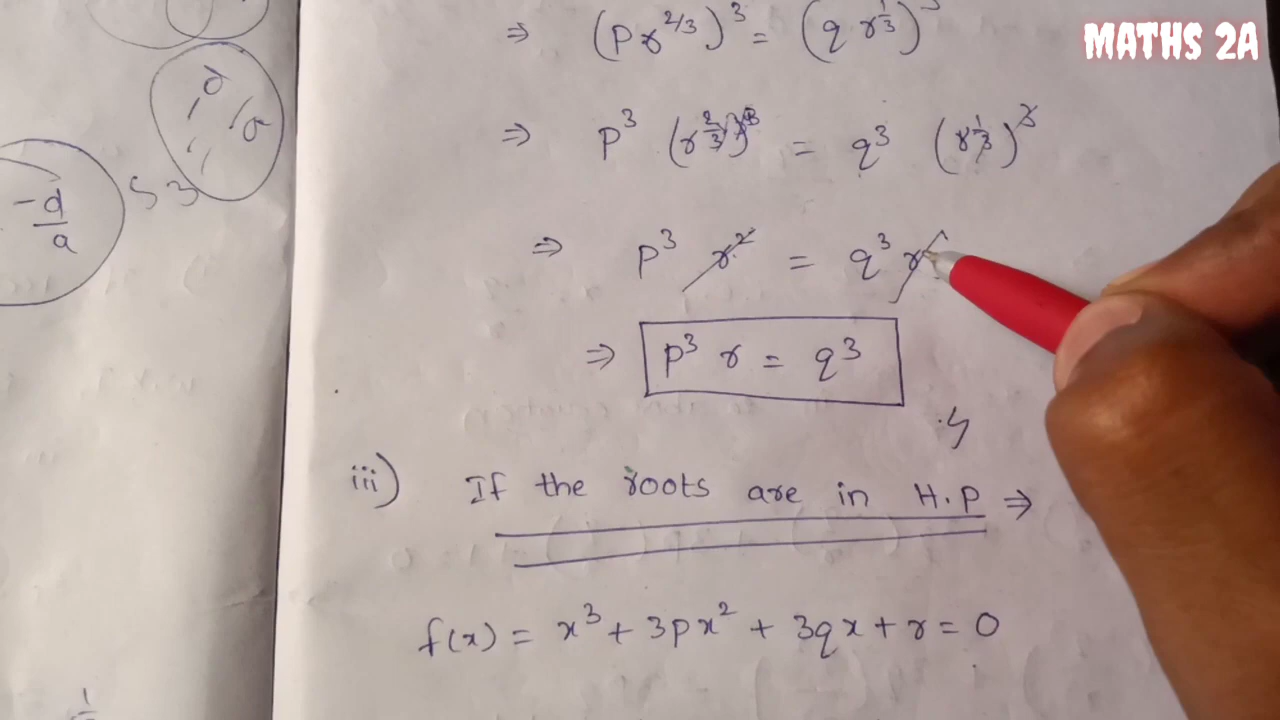 MATHS 2A
⇒ (p r^2/3)^3 = (q r^1/3)^3
⇒ p^3 (r^2/3)^3 = q^3 (r^1/3)^3
⇒ p^3 r^2 = q^3 r
⇒ p^3 r = q^3
iii) If the roots are in H.P ⇒
f(x) = x^3 + 3px^2 + 3qx + r = 0
-d/a
S3
-d/a